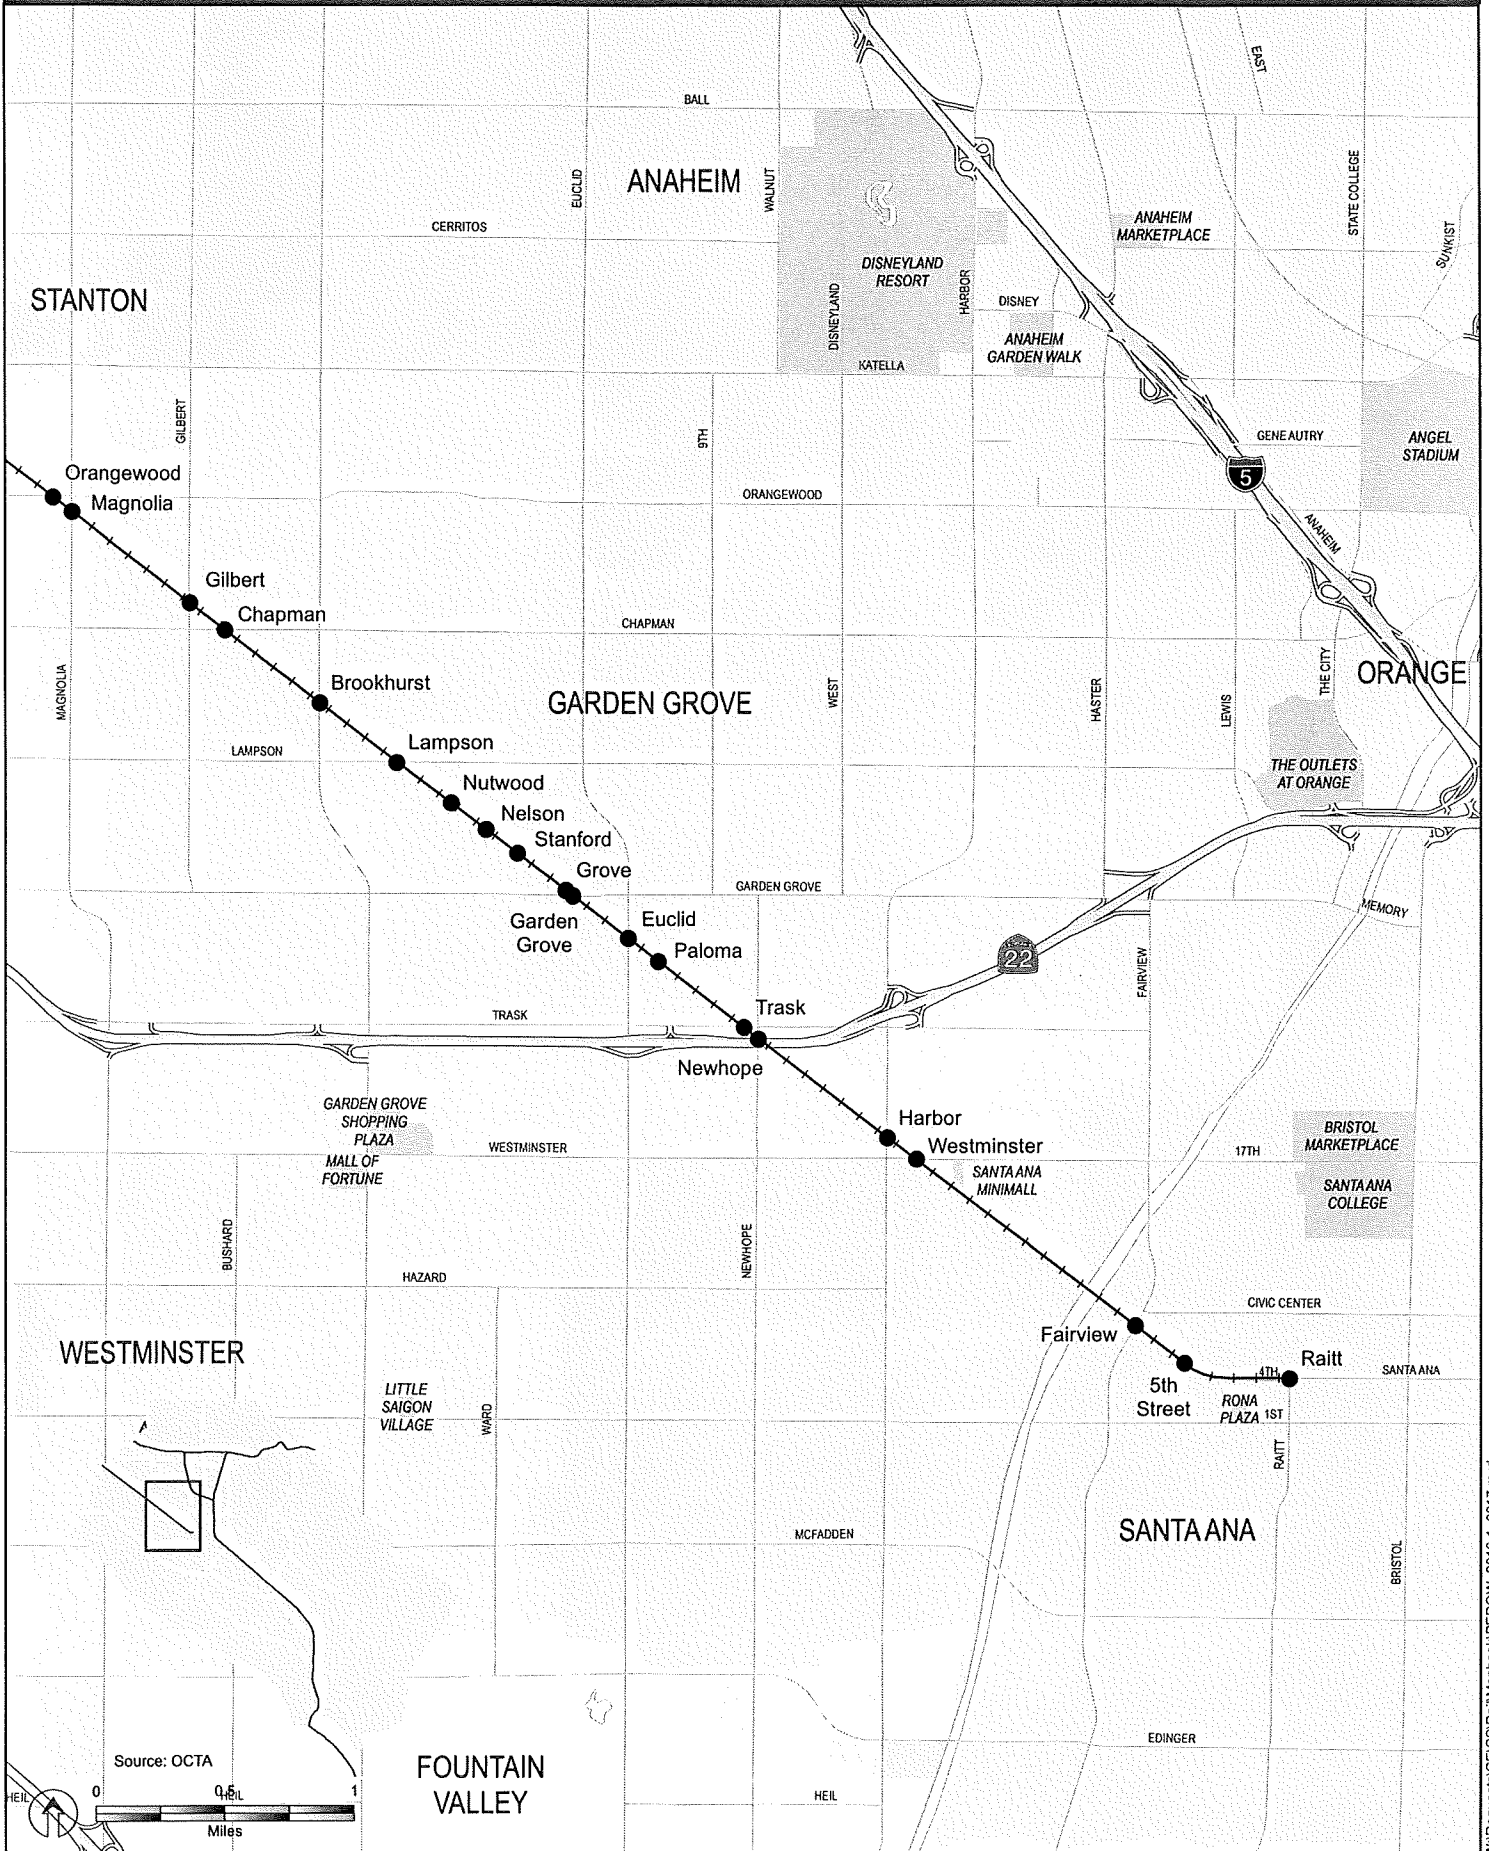 EAST
BALL
ANAHEIM
EUCLID
WALNUT
STATE COLLEGE
CERRITOS
ANAHEIM
MARKETPLACE
SUNKIST
DISNEYLAND
RESORT
STANTON
DISNEYLAND
HARBOR
DISNEY
ANAHEIM
GARDEN WALK
KATELLA
GILBERT
9TH
GENE AUTRY
ANGEL
STADIUM
5
Orangewood
Magnolia
ORANGEWOOD
ANAHEIM
Gilbert
Chapman
CHAPMAN
MAGNOLIA
Brookhurst
GARDEN GROVE
WEST
HASTER
LEWIS
THE CITY
ORANGE
LAMPSON
Lampson
THE OUTLETS
AT ORANGE
Nutwood
Nelson
Stanford
Grove
GARDEN GROVE
Garden
Grove
Euclid
MEMORY
Paloma
22
FAIRVIEW
TRASK
Trask
Newhope
GARDEN GROVE
SHOPPING
PLAZA
MALL OF
FORTUNE
WESTMINSTER
Harbor
Westminster
SANTA ANA
MINIMALL
17TH
BRISTOL
MARKETPLACE
SANTA ANA
COLLEGE
BUSHARD
NEWHOPE
HAZARD
CIVIC CENTER
WESTMINSTER
Fairview
Raitt
4TH
SANTA ANA
5th
Street
RONA
PLAZA
1ST
LITTLE
SAIGON
VILLAGE
WARD
RAITT
MCFADDEN
SANTA ANA
BRISTOL
EDINGER
Source: OCTA
FOUNTAIN
VALLEY
0
0.5
1
HEIL
HEIL
HEIL
Miles